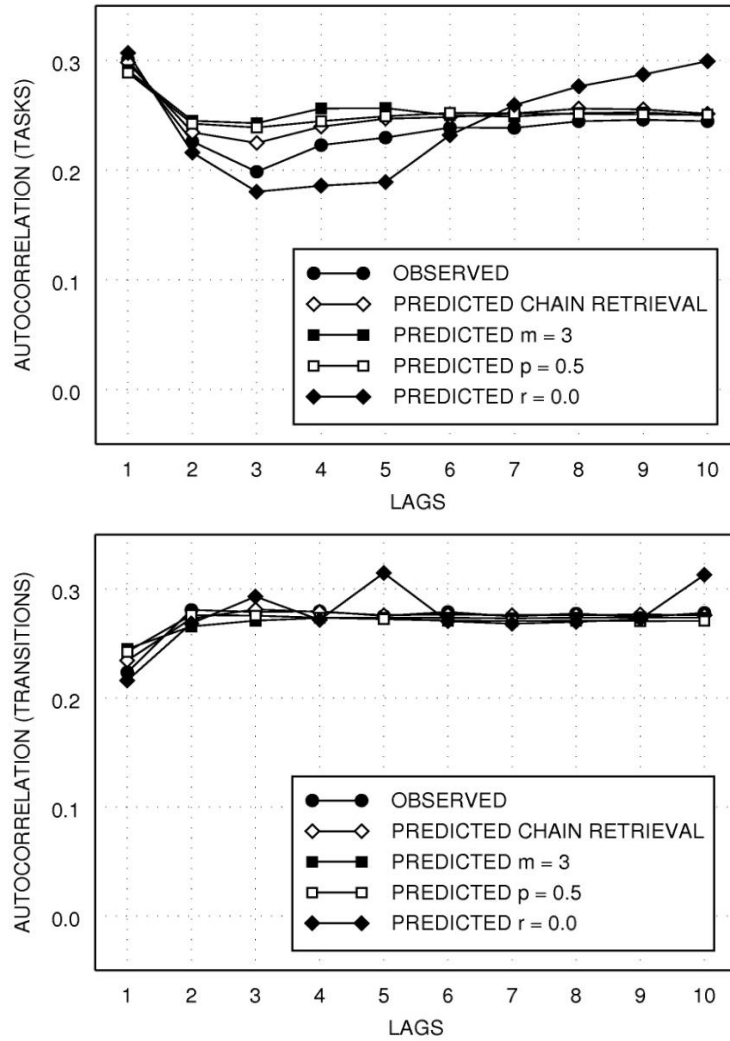 AUTOCORRELATION (TASKS)
0.3
0.2
0.1
0.0
OBSERVED
PREDICTED CHAIN RETRIEVAL
PREDICTED m = 3
PREDICTED p = 0.5
PREDICTED r = 0.0
1 2 3 4 5 6 7 8 9 10
LAGS
AUTOCORRELATION (TRANSITIONS)
0.3
0.2
0.1
0.0
OBSERVED
PREDICTED CHAIN RETRIEVAL
PREDICTED m = 3
PREDICTED p = 0.5
PREDICTED r = 0.0
1 2 3 4 5 6 7 8 9 10
LAGS